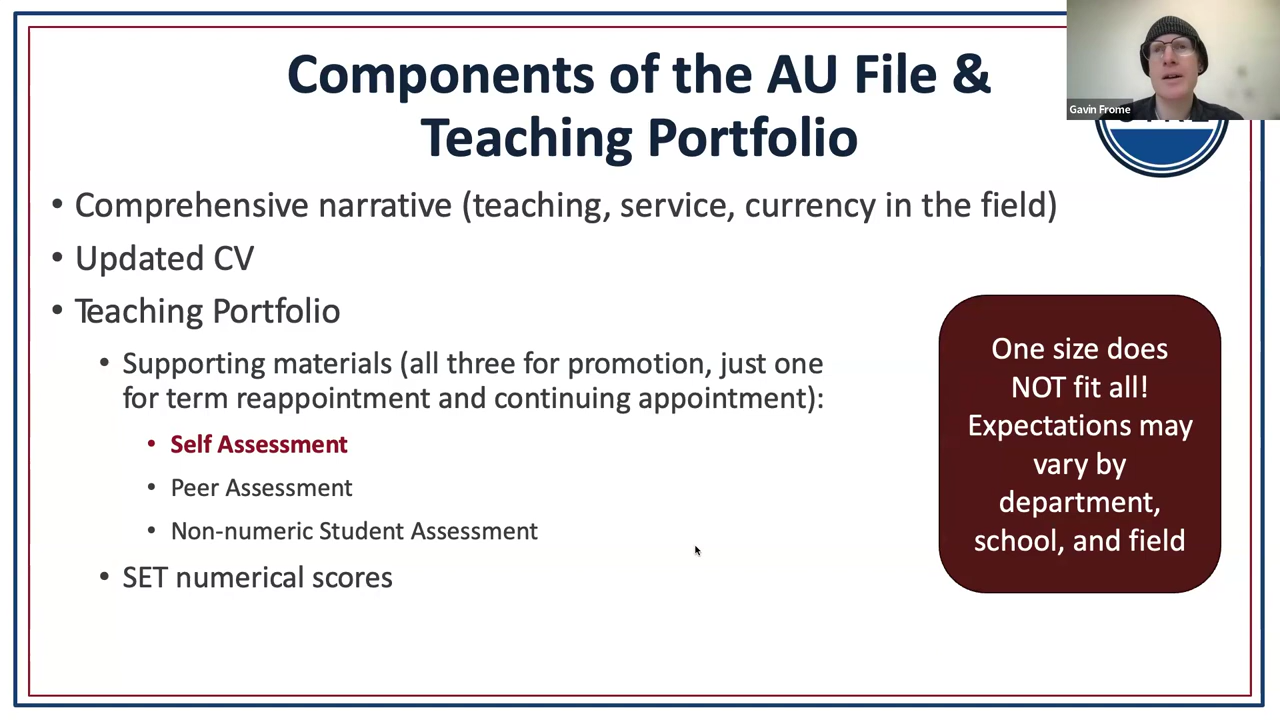 Components of the AU File &
Teaching Portfolio
Gavin Frome
• Comprehensive narrative (teaching, service, currency in the field)
• Updated CV
• Teaching Portfolio
• Supporting materials (all three for promotion, just one
for term reappointment and continuing appointment):
• Self Assessment
• Peer Assessment
• Non-numeric Student Assessment
• SET numerical scores
One size does
NOT fit all!
Expectations may
vary by
department,
school, and field